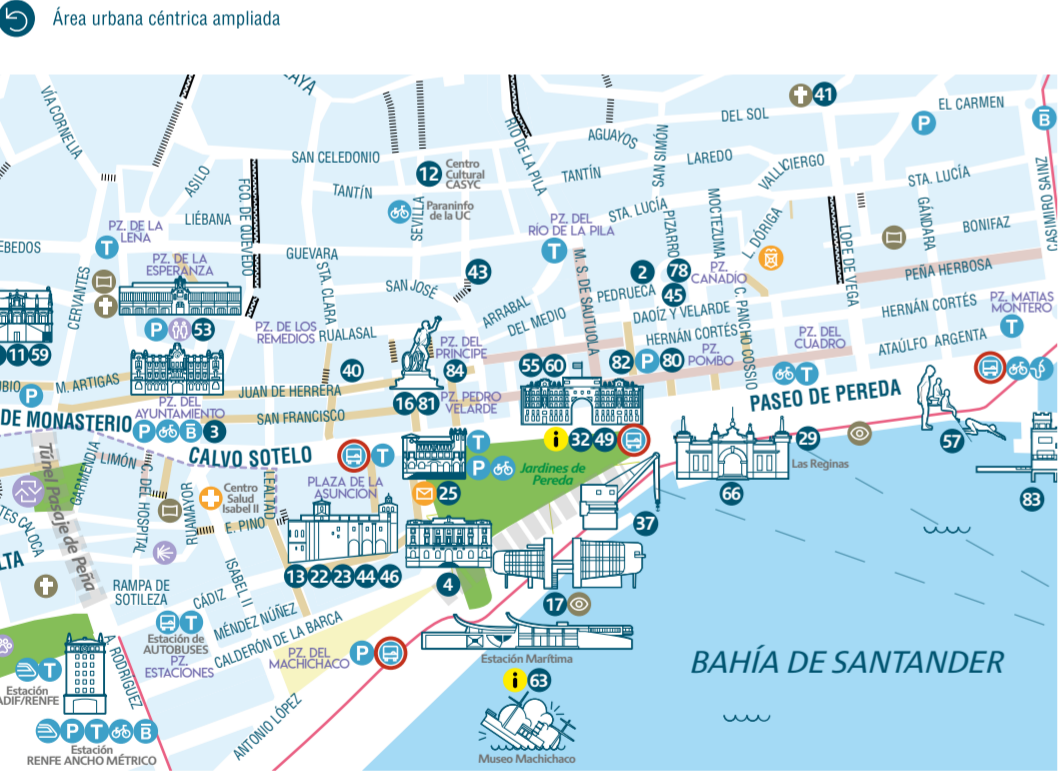 Área urbana céntrica ampliada
VÍA CORNELIA
DEL SOL
41
EL CARMEN
P
B
AGUAYOS
RÍO DE LA PILA
SAN SIMÓN
SAN CELEDONIO
LAREDO
VALLICIERGO
ASILO
12
Centro
Cultural
CASYC
TANTÍN
TANTÍN
STA. LUCÍA
CASIMIRO SAINZ
FCO. DE QUEVEDO
Paraninfo
de la UC
SEVILLA
LIÉBANA
PZ. DE LA
LEÑA
T
PZ. DEL
RÍO DE LA PILA
T
STA. LUCÍA
PIZARRO
MOCTEZUMA
L. DÓRIGA
GÁNDARA
BONIFAZ
LOPE DE VEGA
GUEVARA
PZ. DE LA
ESPERANZA
CERVANTES
STA. CLARA
43
SAN JOSÉ
M. S. DE SAUTUOLA
2
78
45
PEDRUECA
PZ.
CAÑADÍO
PEÑA HERBOSA
ARRABAL
DEL MEDIO
DAOÍZ Y VELARDE
C. PANCHO COSSIO
HERNÁN CORTÉS
HERNÁN CORTÉS
PZ. MATIAS
MONTERO
T
P
53
PZ. DE LOS
REMEDIOS
RUALASAL
PZ. DEL
PRÍNCIPE
84
PZ. DEL
CUADRO
ATAÚLFO ARGENTA
11
59
40
55
60
82
P
80
PZ.
POMBO
T
M. ARTIGAS
P
JUAN DE HERRERA
16
81
PZ. PEDRO
VELARDE
PASEO DE PEREDA
PZ. DEL
AYUNTAMIENTO
P
B
3
SAN FRANCISCO
DE MONASTERIO
CALVO SOTELO
T
T
P
i
32
49
29
Las Reginas
57
Jardines de
Pereda
Túnel Pasaje de Peña
GARMENDIA
LIMÓN
C. DEL HOSPITAL
RUAMAYOR
Centro
Salud
Isabel II
LEALTAD
PLAZA DE LA
ASUNCIÓN
25
66
83
37
E. PINO
13
22
23
44
46
4
17
ISABEL II
RAMPA DE
SOTILEZA
CÁDIZ
MÉNDEZ NÚÑEZ
CALDERÓN DE LA BARCA
T
Estación de
AUTOBUSES
PZ.
ESTACIONES
PZ. DEL
MACHICHACO
P
Estación Marítima
i
63
BAHÍA DE SANTANDER
A. RODRÍGUEZ
T
Estación
ADIF/RENFE
P
T
B
Estación
RENFE ANCHO MÉTRICO
ANTONIO LÓPEZ
Museo Machichaco